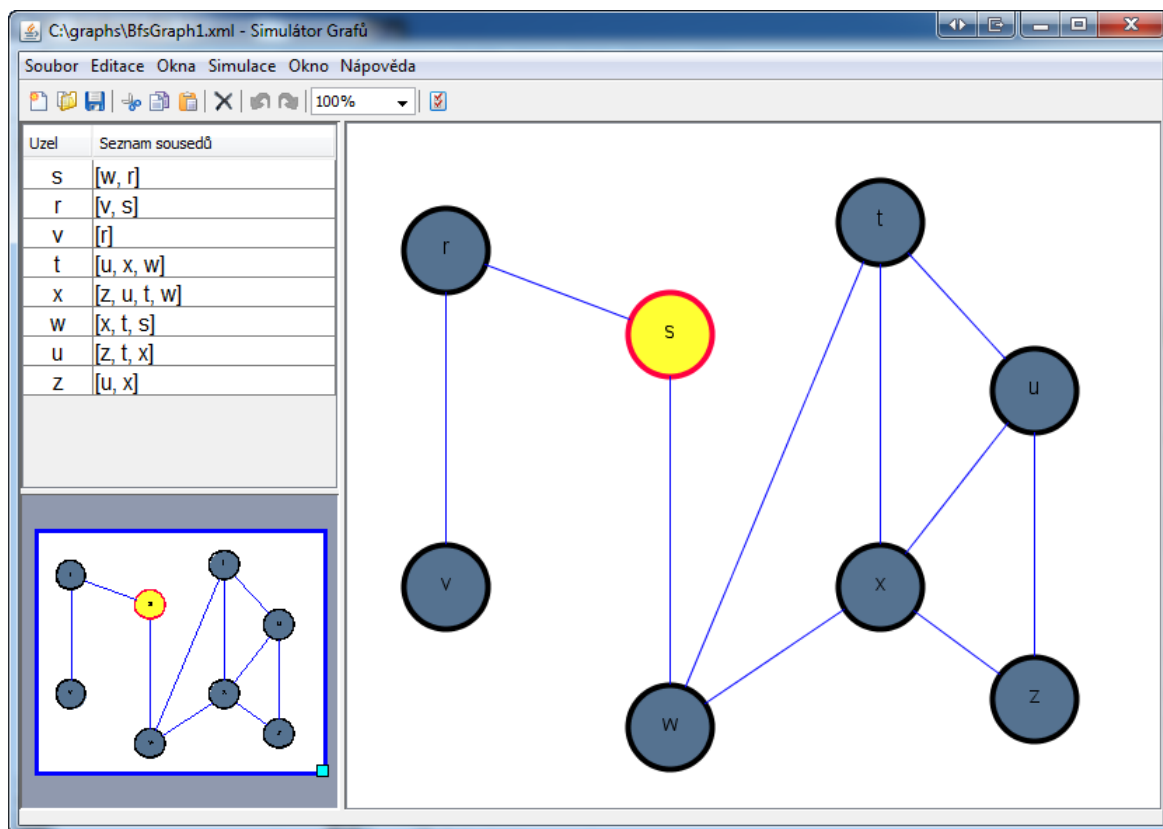 C:\graphs\BfsGraph1.xml - Simulátor Grafů
Soubor Editace Okna Simulace Okno Nápověda
100%
Uzel Seznam sousedů
s [w, r]
r [v, s]
v [r]
t [u, x, w]
x [z, u, t, w]
w [x, t, s]
u [z, t, x]
z [u, x]
t
r
s
u
v
x
z
w